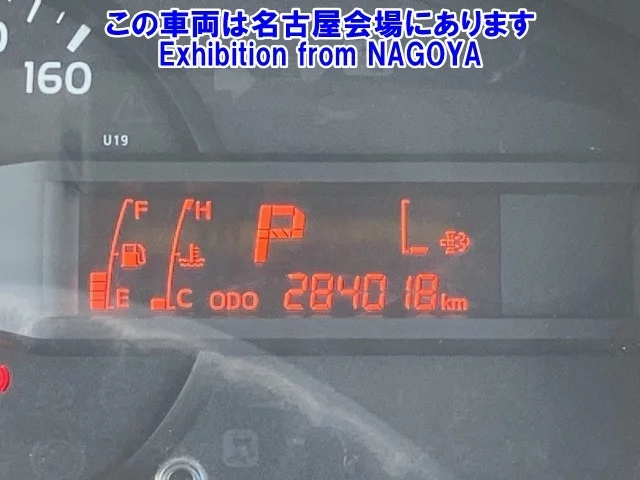 この車両は名古屋会場にあります
Exhibition from NAGOYA
160
U19
F H P L
E C ODO 284018 km